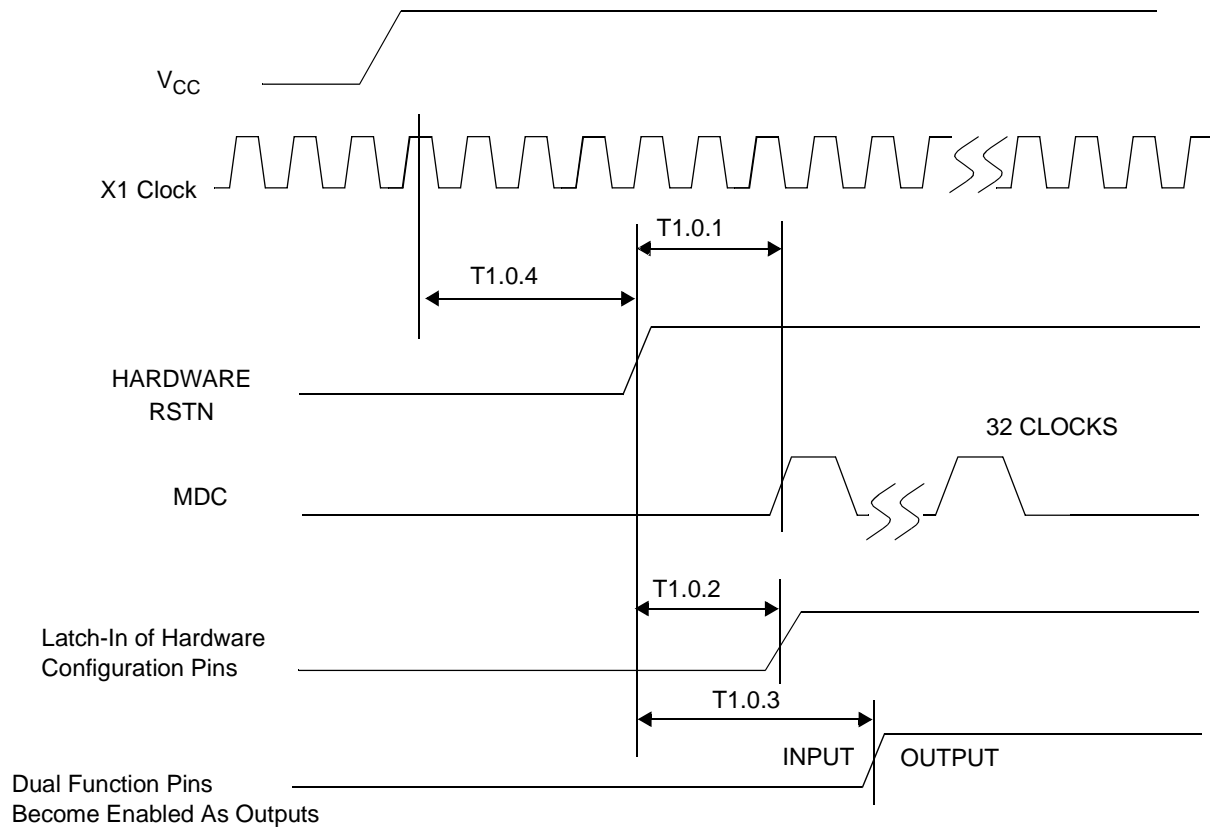 VCC
X1 Clock
T1.0.1
T1.0.4
HARDWARE
RSTN
32 CLOCKS
MDC
T1.0.2
Latch-In of Hardware
Configuration Pins
T1.0.3
INPUT OUTPUT
Dual Function Pins
Become Enabled As Outputs